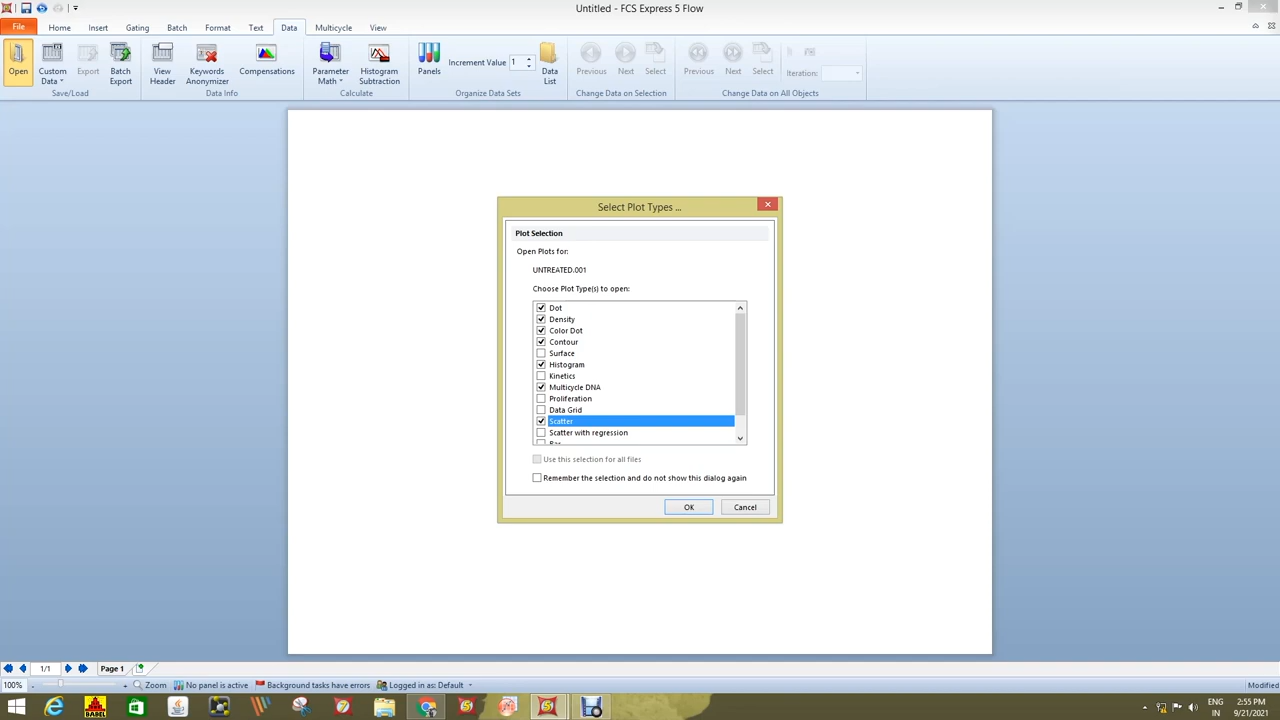 Untitled - FCS Express 5 Flow
File Home Insert Gating Batch Format Text Data Multicycle View
Open Custom Data Export Batch Export View Header Keywords Anonymizer Compensations Parameter Math Histogram Subtraction Panels Increment Value 1 Data List Previous Next Select Previous Next Select Iteration:
Save/Load Data Info Calculate Organize Data Sets Change Data on Selection Change Data on All Objects
Select Plot Types ...
Plot Selection
Open Plots for:
UNTREATED.001
Choose Plot Type(s) to open:
Dot
Density
Color Dot
Contour
Surface
Histogram
Kinetics
Multicycle DNA
Proliferation
Data Grid
Scatter
Scatter with regression
Bar
Use this selection for all files
Remember the selection and do not show this dialog again
OK Cancel
1/1 Page 1
100% Zoom No panel is active Background tasks have errors Logged in as: Default Modified
BABEL ENG 2:55 PM
IN 9/21/2021